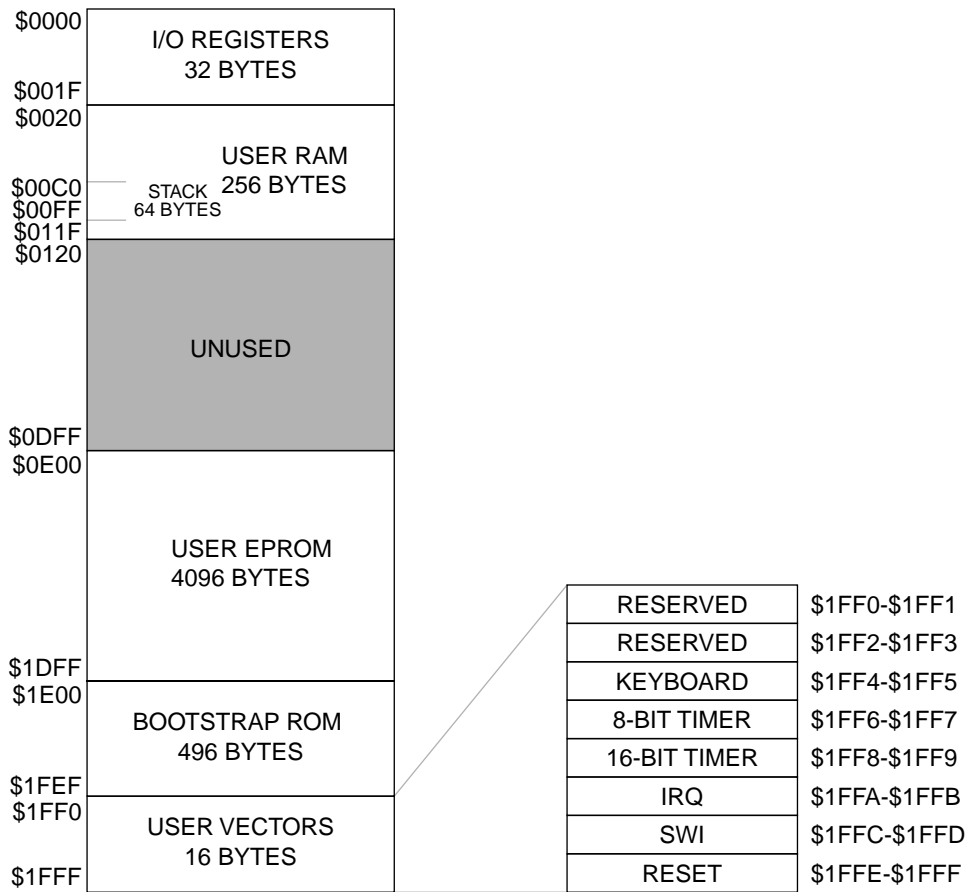 $0000
I/O REGISTERS
32 BYTES
$001F
$0020
USER RAM
256 BYTES
$00C0
STACK
64 BYTES
$00FF
$011F
$0120
UNUSED
$0DFF
$0E00
USER EPROM
4096 BYTES
$1DFF
$1E00
BOOTSTRAP ROM
496 BYTES
$1FEF
$1FF0
USER VECTORS
16 BYTES
$1FFF
RESERVED $1FF0-$1FF1
RESERVED $1FF2-$1FF3
KEYBOARD $1FF4-$1FF5
8-BIT TIMER $1FF6-$1FF7
16-BIT TIMER $1FF8-$1FF9
IRQ $1FFA-$1FFB
SWI $1FFC-$1FFD
RESET $1FFE-$1FFF